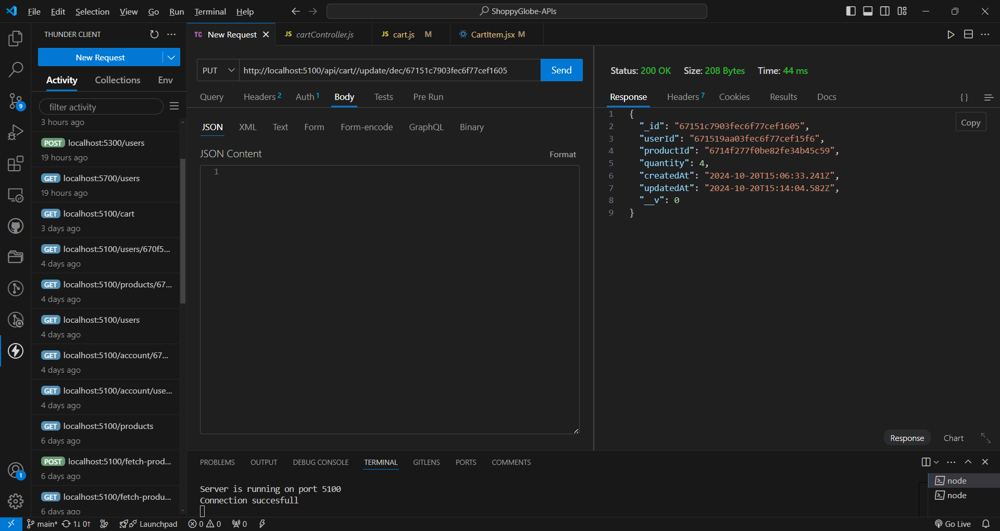 File Edit Selection View Go Run Terminal Help
ShoppyGlobe-APIs
THUNDER CLIENT
New Request
Activity Collections Env
filter activity
3 hours ago
POST localhost:5300/users
19 hours ago
GET localhost:5700/users
19 hours ago
GET localhost:5100/cart
3 days ago
GET localhost:5100/users/670f5...
4 days ago
GET localhost:5100/products/67...
4 days ago
GET localhost:5100/users
4 days ago
GET localhost:5100/account/67...
4 days ago
GET localhost:5100/account/use...
4 days ago
GET localhost:5100/products
6 days ago
POST localhost:5100/fetch-prod...
6 days ago
GET localhost:5100/fetch-produ...
6 days ago
9
1
TC New Request JS cartController.js JS cart.js M CartItem.jsx M
PUT http://localhost:5100/api/cart//update/dec/67151c7903fec6f77cef1605 Send
Query Headers 2 Auth 1 Body Tests Pre Run
JSON XML Text Form Form-encode GraphQL Binary
JSON Content Format
1
Status: 200 OK Size: 208 Bytes Time: 44 ms
Response Headers 7 Cookies Results Docs { }
Copy
1 {
2 "_id": "67151c7903fec6f77cef1605",
3 "userId": "671519aa03fec6f77cef15f6",
4 "productId": "6714f277f0be82fe34b45c59",
5 "quantity": 4,
6 "createdAt": "2024-10-20T15:06:33.241Z",
7 "updatedAt": "2024-10-20T15:14:04.582Z",
8 "__v": 0
9 }
Response Chart
PROBLEMS OUTPUT DEBUG CONSOLE TERMINAL GITLENS PORTS COMMENTS
Server is running on port 5100
Connection succesfull
node
node
main* 1↓ 0↑ Launchpad 0 0 0 Go Live